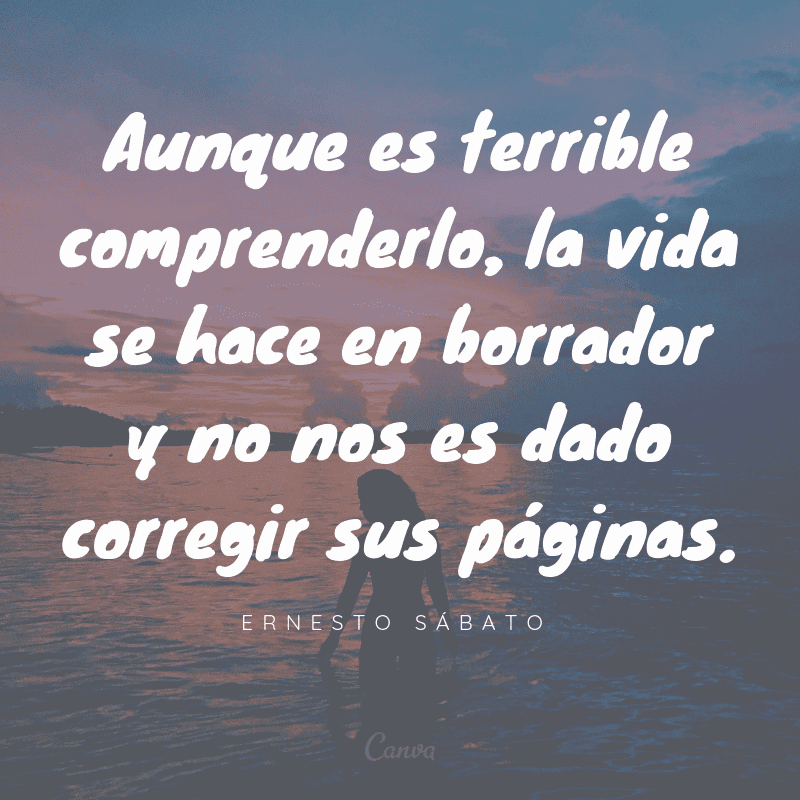 Aunque es terrible
comprenderlo, la vida
se hace en borrador
y no nos es dado
corregir sus páginas.
ERNESTO SÁBATO
Canva